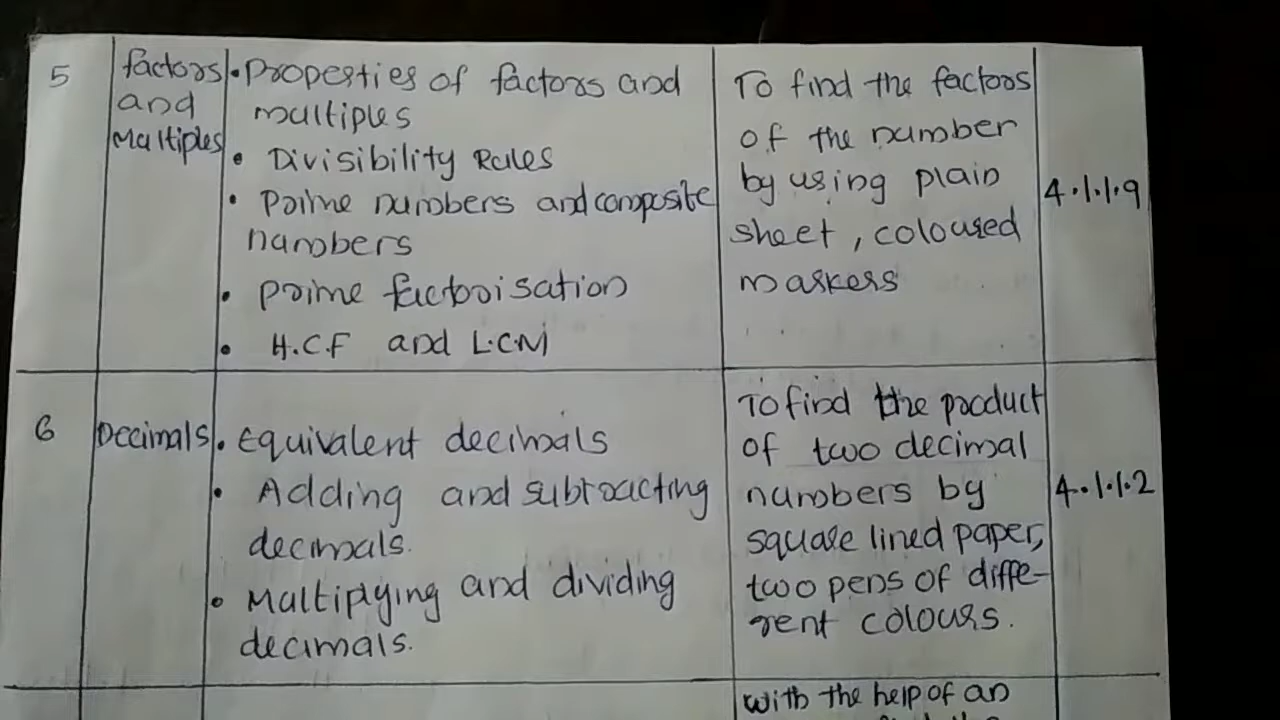 5
factors
and
Multiples
• Properties of factors and
multiples
• Divisibility Rules
• Prime numbers and composite
numbers
• prime factorisation
• H.C.F and L.C.M
To find the factors
of the number
by using plain
sheet, coloured
markers
4.1.1.9
6
Decimals
• Equivalent decimals
• Adding and subtracting
decimals.
• Multiplying and dividing
decimals.
To find the product
of two decimal
numbers by
square lined paper,
two pens of diffe-
rent colours.
4.1.1.2
with the help of an